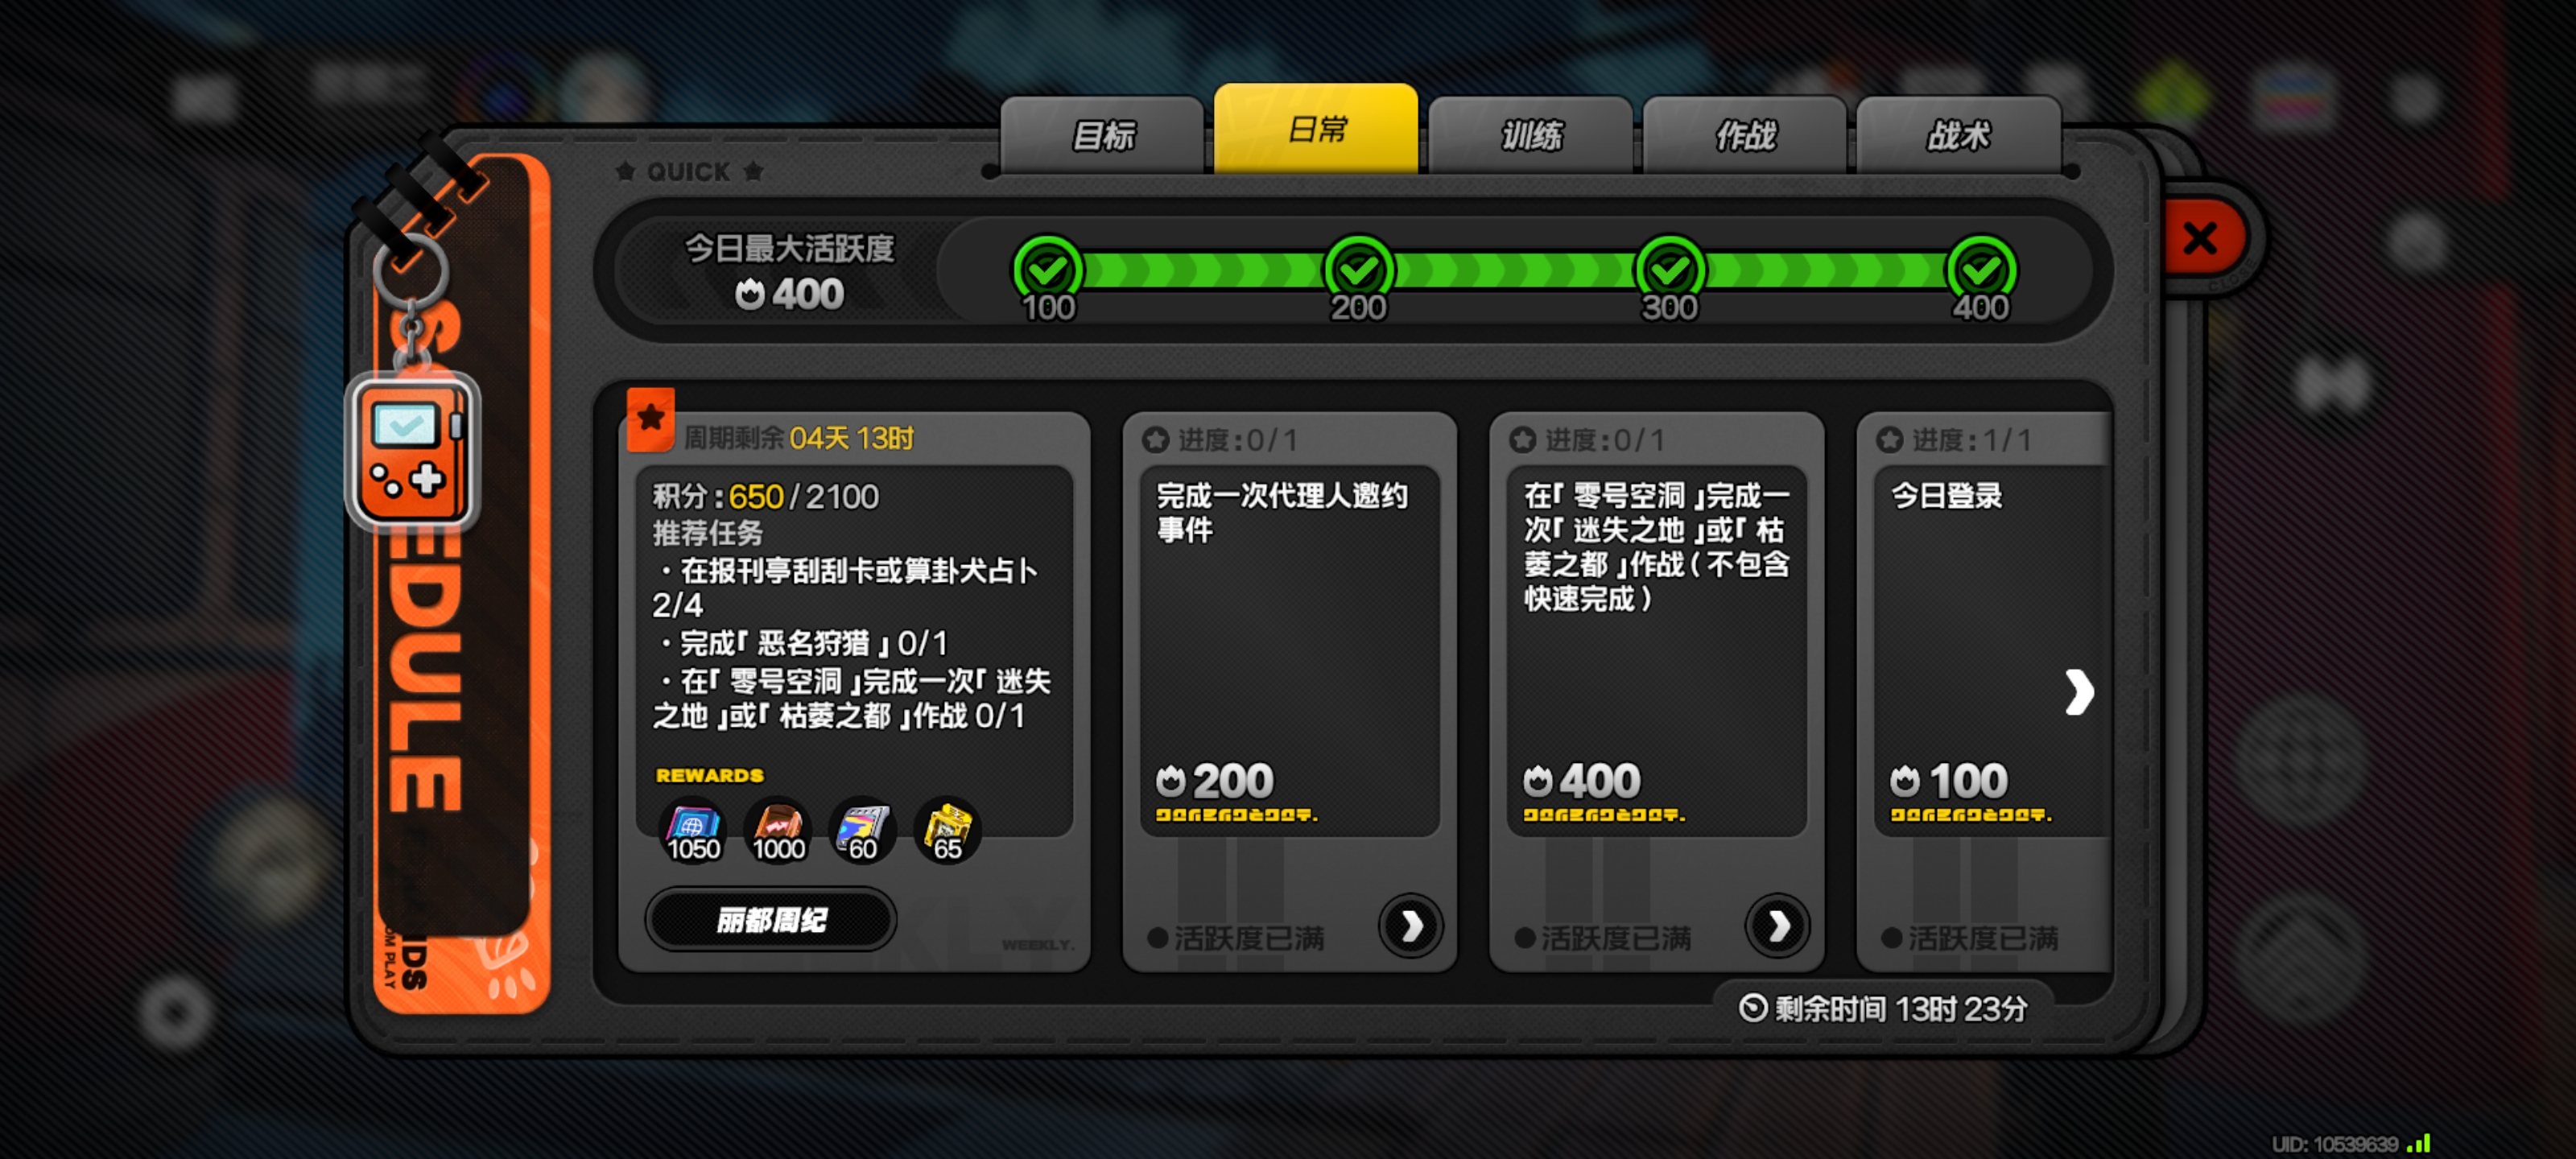 目标
日常
训练
作战
战术
QUICK
今日最大活跃度
400
100
200
300
400
周期剩余 04天 13时
积分:650/2100
推荐任务
·在报刊亭刮刮卡或算卦犬占卜
2/4
·完成「恶名狩猎」0/1
·在「零号空洞」完成一次「迷失
之地」或「枯萎之都」作战 0/1
REWARDS
1050
1000
60
65
丽都周纪
WEEKLY.
进度:0/1
完成一次代理人邀约
事件
200
活跃度已满
进度:0/1
在「零号空洞」完成一
次「迷失之地」或「枯
萎之都」作战(不包含
快速完成)
400
活跃度已满
进度:1/1
今日登录
100
活跃度已满
剩余时间 13时 23分
EDULE
UID: 10539639